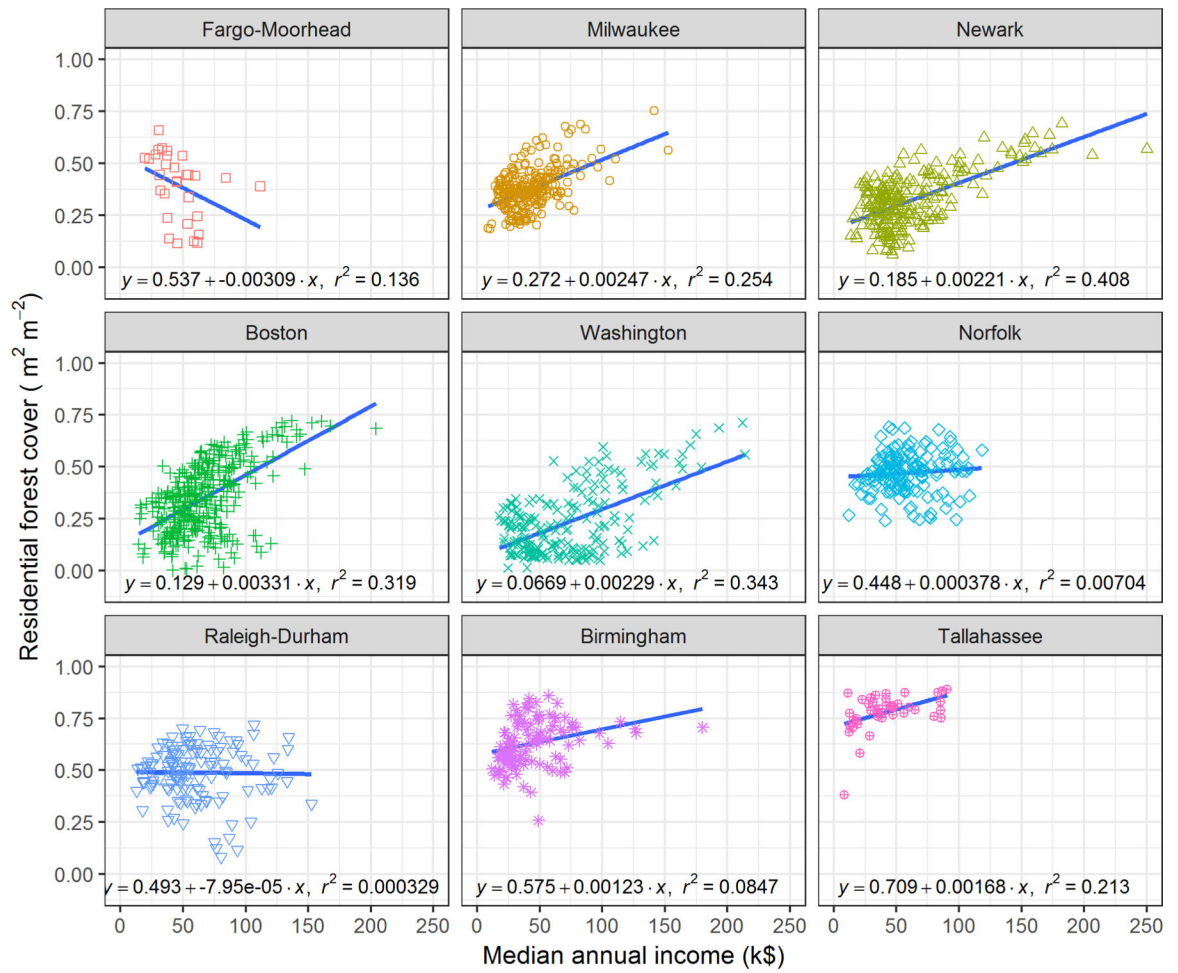 Fargo-Moorhead Milwaukee Newark
1.00
0.75
0.50
0.25
0.00
y = 0.537 + -0.00309 · x, r² = 0.136 y = 0.272 + 0.00247 · x, r² = 0.254 y = 0.185 + 0.00221 · x, r² = 0.408
Residential forest cover ( m² m⁻²)
Boston Washington Norfolk
1.00
0.75
0.50
0.25
0.00
y = 0.129 + 0.00331 · x, r² = 0.319 y = 0.0669 + 0.00229 · x, r² = 0.343 y = 0.448 + 0.000378 · x, r² = 0.00704
Raleigh-Durham Birmingham Tallahassee
1.00
0.75
0.50
0.25
0.00
y = 0.493 + -7.95e-05 · x, r² = 0.000329 y = 0.575 + 0.00123 · x, r² = 0.0847 y = 0.709 + 0.00168 · x, r² = 0.213
0 50 100 150 200 250 0 50 100 150 200 250 0 50 100 150 200 250
Median annual income (k$)